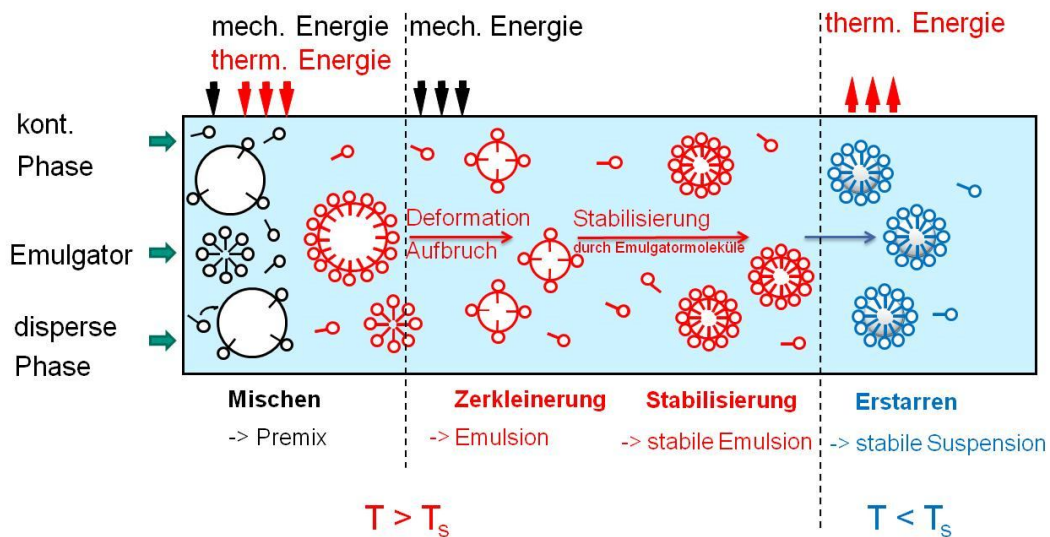 mech. Energie
therm. Energie
mech. Energie
therm. Energie
kont.
Phase
Emulgator
disperse
Phase
Deformation
Aufbruch
Stabilisierung
durch Emulgatormoleküle
Mischen
-> Premix
Zerkleinerung
-> Emulsion
Stabilisierung
-> stabile Emulsion
Erstarren
-> stabile Suspension
T > Ts
T < Ts